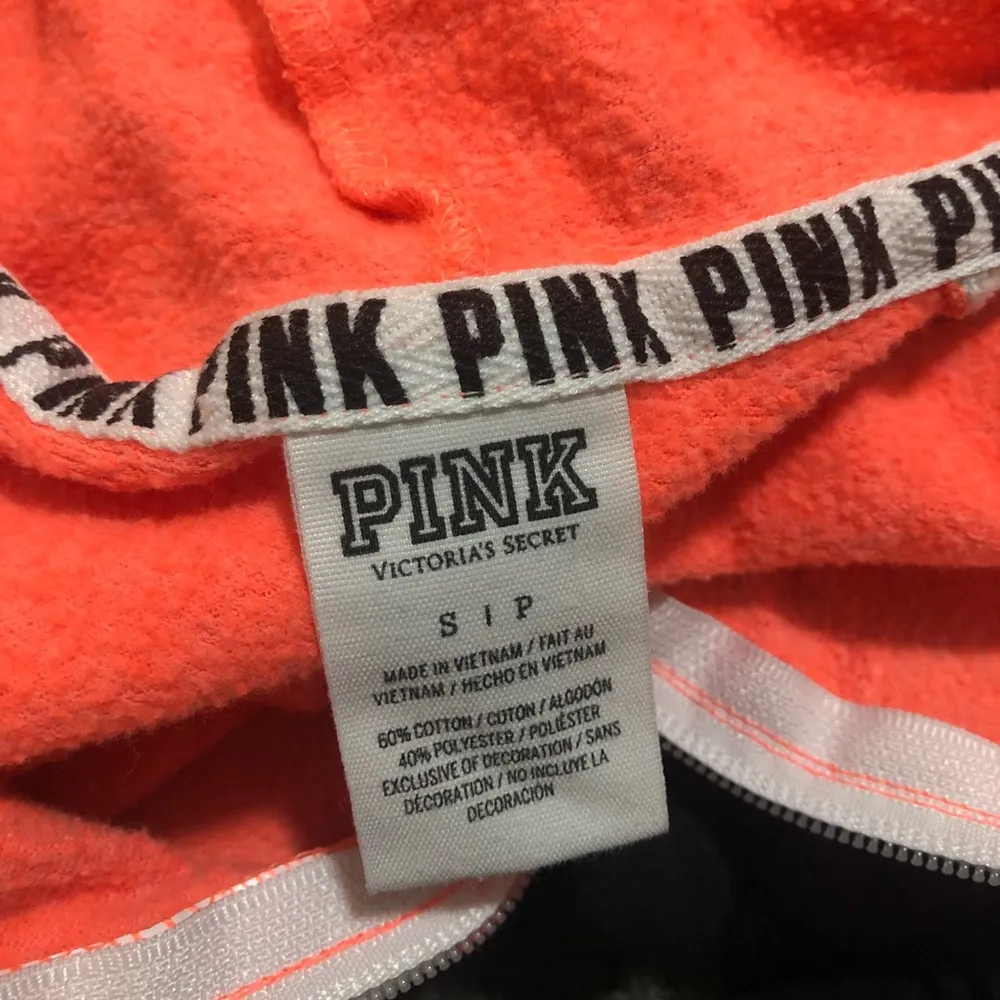 PINK PINK PINK
PINK
VICTORIA'S SECRET
S | P
MADE IN VIETNAM / FAIT AU
VIETNAM / HECHO EN VIETNAM
60% COTTON / COTON / ALGODÓN
40% POLYESTER / POLIÉSTER
EXCLUSIVE OF DECORATION / SANS
DÉCORATION / NO INCLUYE LA
DECORACIÓN